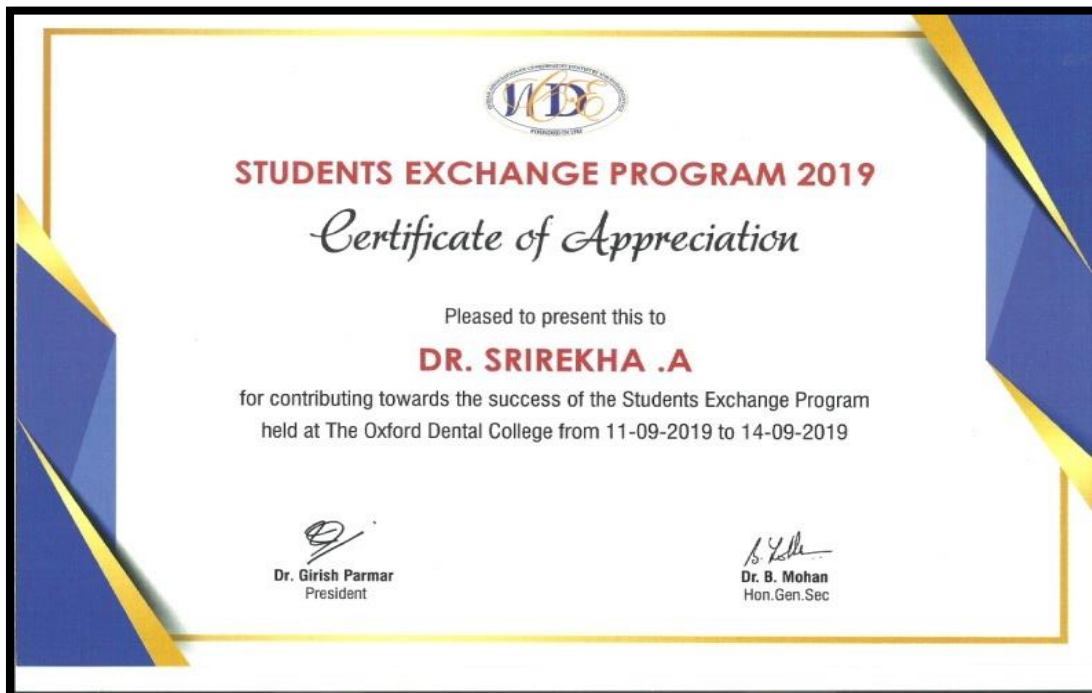 STUDENTS EXCHANGE PROGRAM 2019
Certificate of Appreciation
Pleased to present this to
DR. SRIREKHA .A
for contributing towards the success of the Students Exchange Program
held at The Oxford Dental College from 11-09-2019 to 14-09-2019
Dr. Girish Parmar
President
Dr. B. Mohan
Hon.Gen.Sec